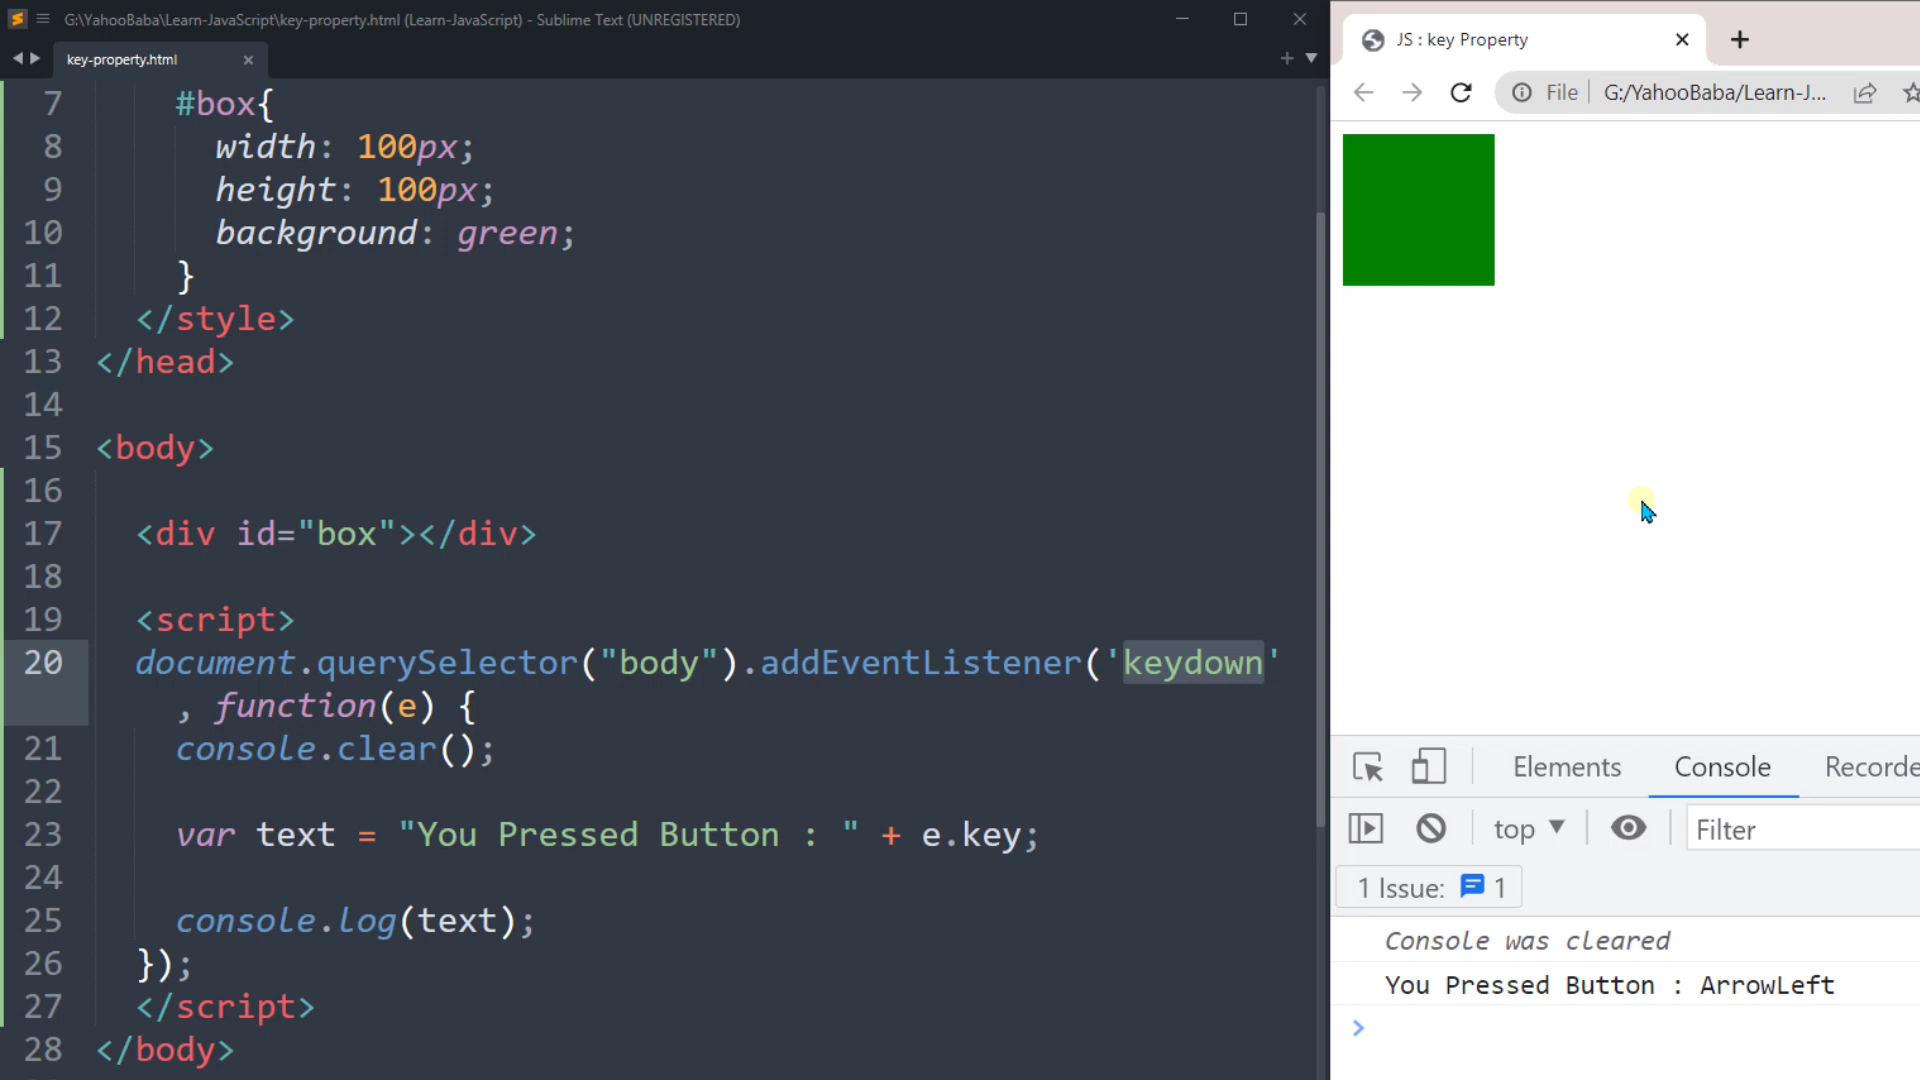 G:\YahooBaba\Learn-JavaScript\key-property.html (Learn-JavaScript) - Sublime Text (UNREGISTERED)
key-property.html
7 #box{
8 width: 100px;
9 height: 100px;
10 background: green;
11 }
12 </style>
13 </head>
14
15 <body>
16
17 <div id="box"></div>
18
19 <script>
20 document.querySelector("body").addEventListener('keydown'
, function(e) {
21 console.clear();
22
23 var text = "You Pressed Button : " + e.key;
24
25 console.log(text);
26 });
27 </script>
28 </body>
JS : key Property
File G:/YahooBaba/Learn-J...
Elements Console Recorde
top Filter
1 Issue: 1
Console was cleared
You Pressed Button : ArrowLeft